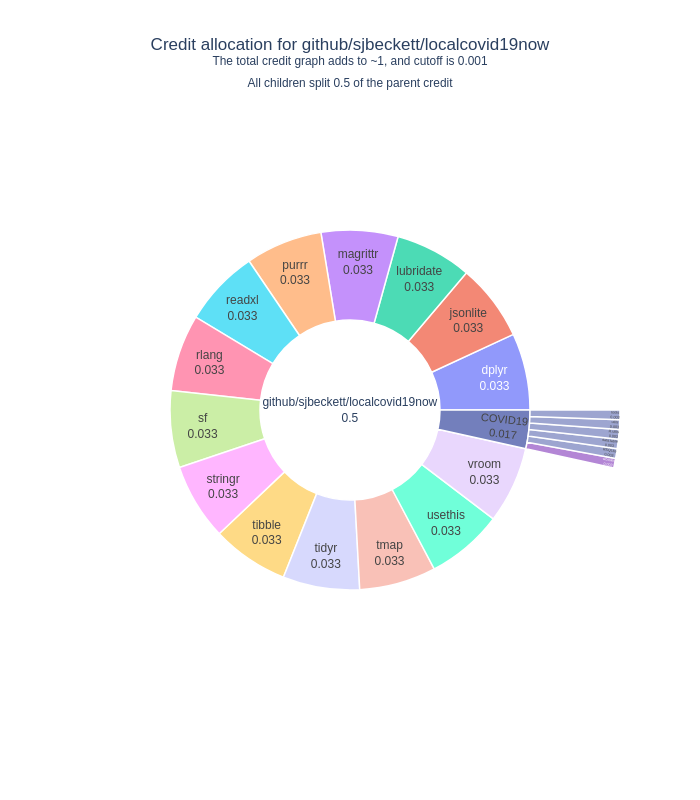 Credit allocation for github/sjbeckett/localcovid19now
The total credit graph adds to ~1, and cutoff is 0.001
All children split 0.5 of the parent credit
magrittr
0.033
lubridate
0.033
purrr
0.033
jsonlite
0.033
readxl
0.033
dplyr
0.033
rlang
0.033
github/sjbeckett/localcovid19now
0.5
COVID19
0.017
sf
0.033
vroom
0.033
stringr
0.033
usethis
0.033
tibble
0.033
tidyr
0.033
tmap
0.033